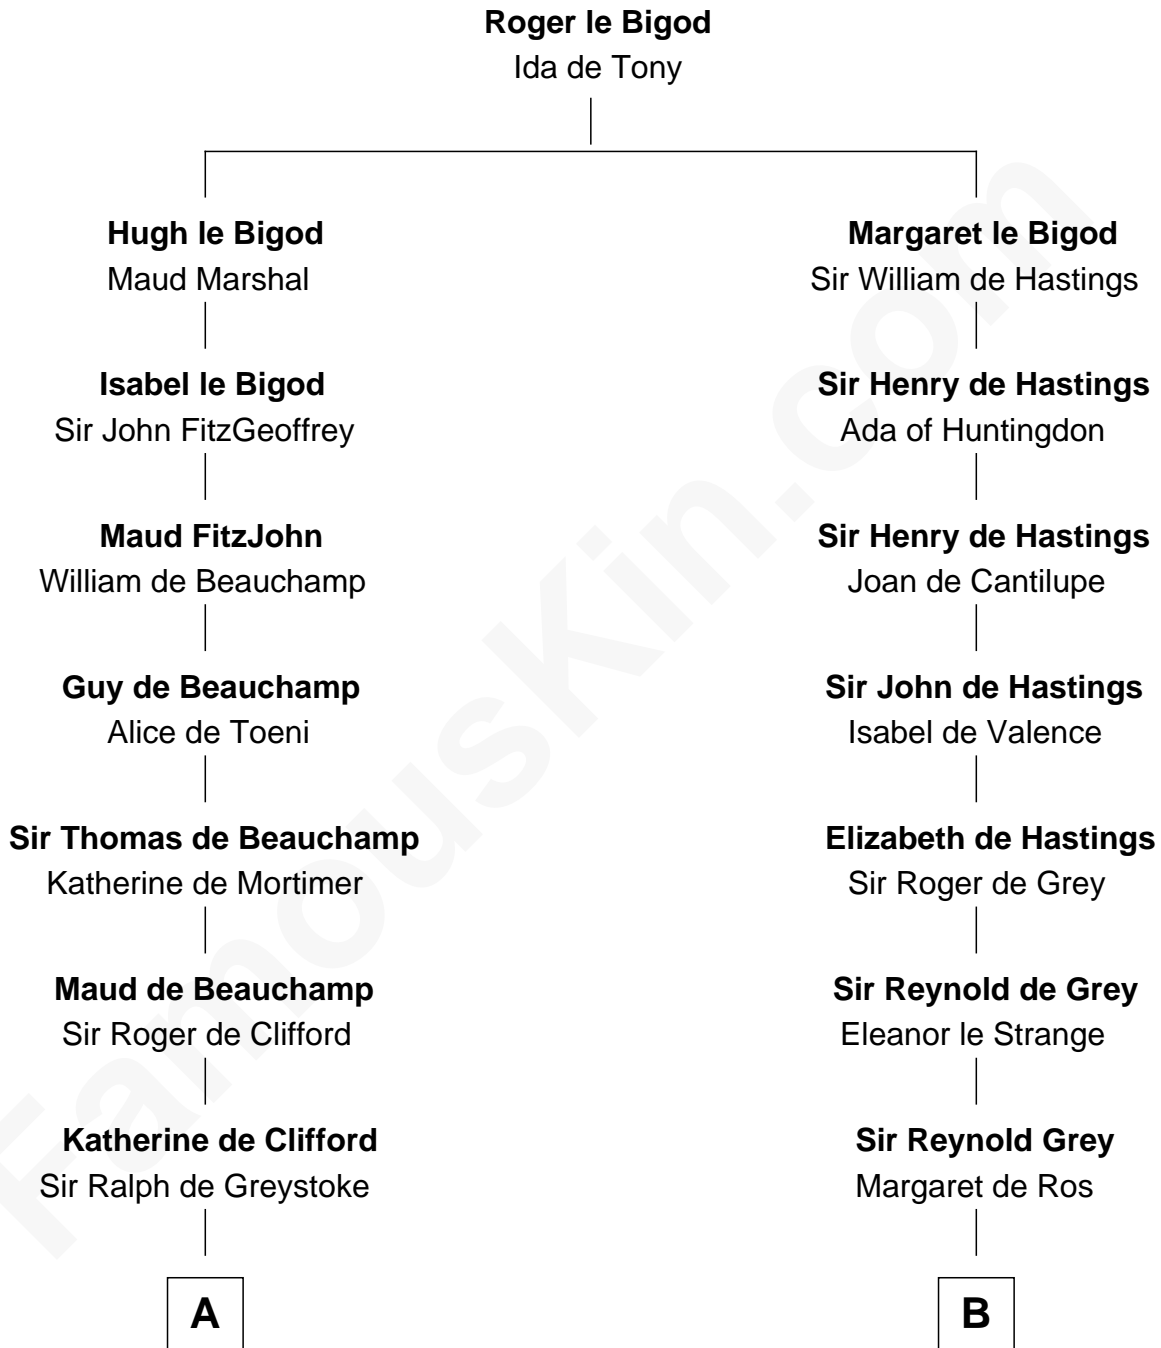 Roger le Bigod
Ida de Tony
Hugh le Bigod
Maud Marshal
Margaret le Bigod
Sir William de Hastings
Isabel le Bigod
Sir John FitzGeoffrey
Sir Henry de Hastings
Ada of Huntingdon
Maud FitzJohn
William de Beauchamp
Sir Henry de Hastings
Joan de Cantilupe
Guy de Beauchamp
Alice de Toeni
Sir John de Hastings
Isabel de Valence
Sir Thomas de Beauchamp
Katherine de Mortimer
Elizabeth de Hastings
Sir Roger de Grey
Maud de Beauchamp
Sir Roger de Clifford
Sir Reynold de Grey
Eleanor le Strange
Katherine de Clifford
Sir Ralph de Greystoke
Sir Reynold Grey
Margaret de Ros
A
B
FamousKin.com